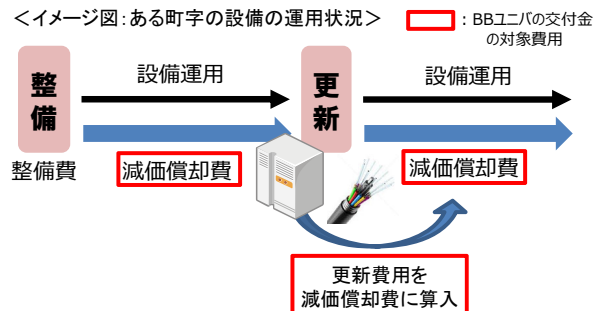 ＜イメージ図：ある町字の設備の運用状況＞
：BBユニバの交付金
の対象費用
整備
設備運用
更新
設備運用
整備費
減価償却費
減価償却費
更新費用を
減価償却費に算入